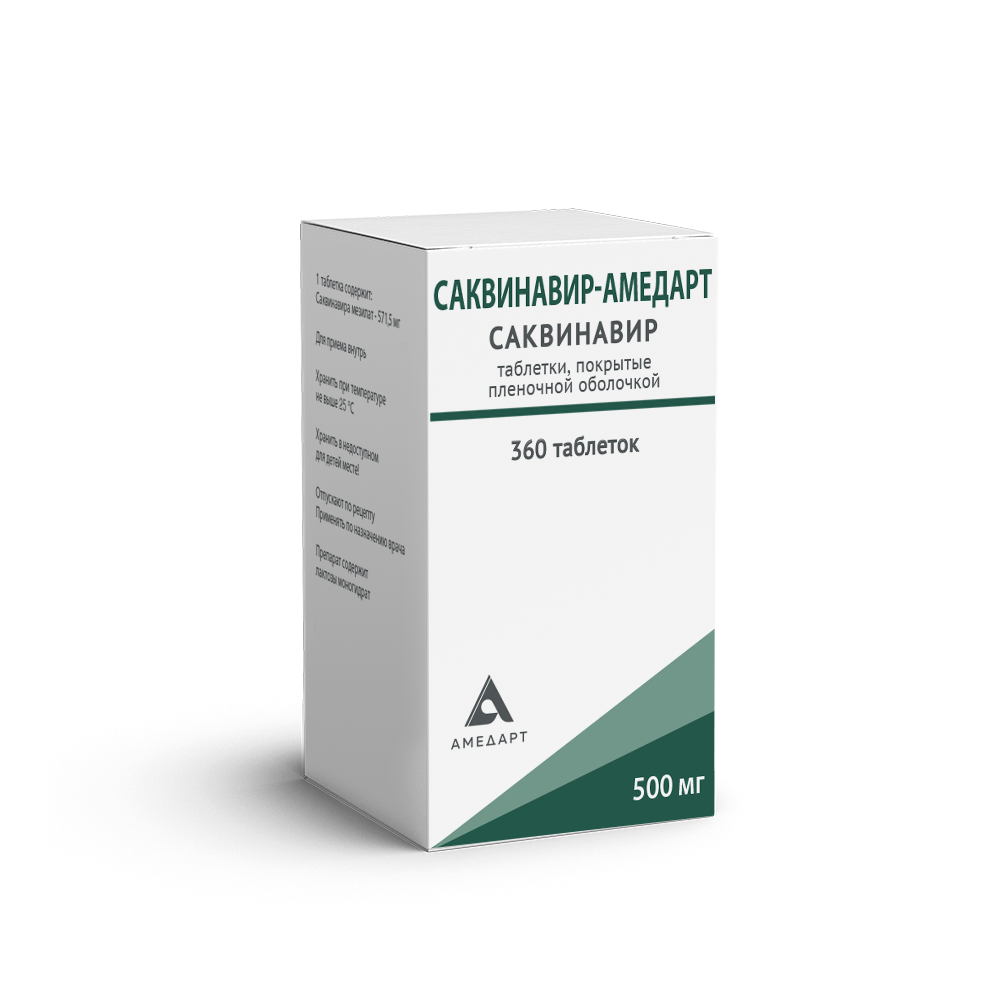 САКВИНАВИР-АМЕДАРТ
САКВИНАВИР
таблетки, покрытые
пленочной оболочкой
360 таблеток
АМЕДАРТ
500 мг
1 таблетка содержит:
Саквинавира мезилат - 571,5 мг
Для приема внутрь
Хранить при температуре
не выше 25 °C
Хранить в недоступном
для детей месте!
Отпускают по рецепту
Применять по назначению врача
Препарат содержит
лактозы моногидрат